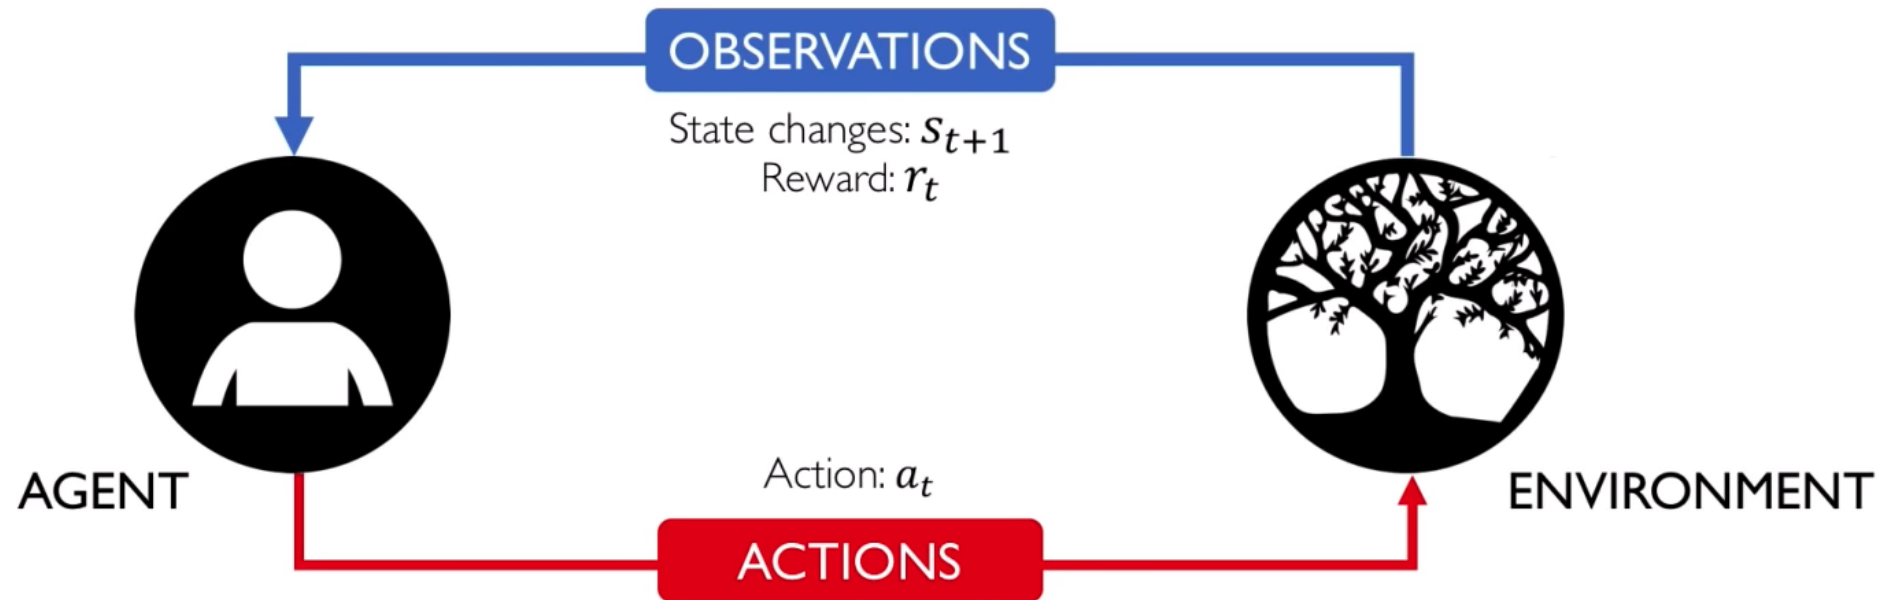 OBSERVATIONS
State changes: s_{t+1}
Reward: r_t
AGENT
ENVIRONMENT
Action: a_t
ACTIONS